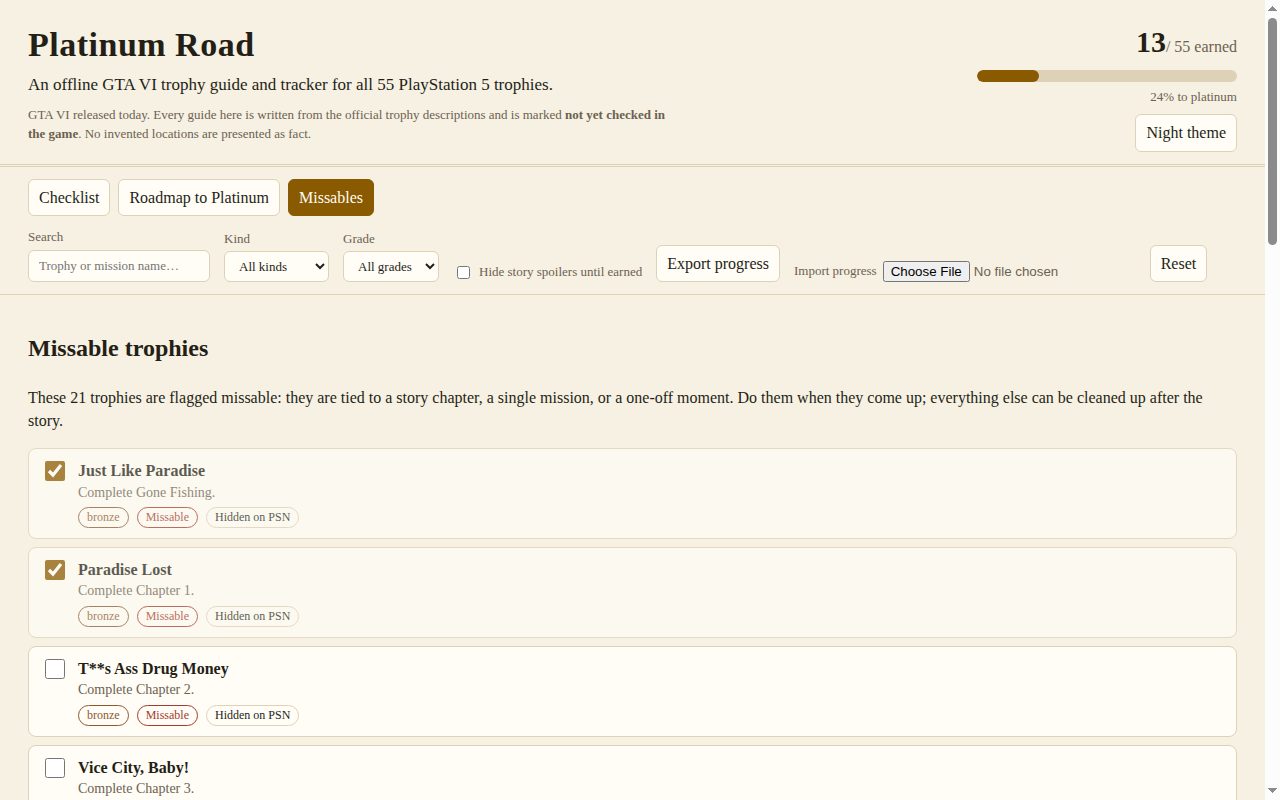 Platinum Road
An offline GTA VI trophy guide and tracker for all 55 PlayStation 5 trophies.
GTA VI released today. Every guide here is written from the official trophy descriptions and is marked not yet checked in
the game. No invented locations are presented as fact.
13/ 55 earned
24% to platinum
Night theme
Checklist
Roadmap to Platinum
Missables
Search
Trophy or mission name…
Kind
All kinds
Grade
All grades
Hide story spoilers until earned
Export progress
Import progress
Choose File
No file chosen
Reset
Missable trophies
These 21 trophies are flagged missable: they are tied to a story chapter, a single mission, or a one-off moment. Do them when they come up; everything else can be cleaned up after the
story.
Just Like Paradise
Complete Gone Fishing.
bronze
Missable
Hidden on PSN
Paradise Lost
Complete Chapter 1.
bronze
Missable
Hidden on PSN
T**s Ass Drug Money
Complete Chapter 2.
bronze
Missable
Hidden on PSN
Vice City, Baby!
Complete Chapter 3.